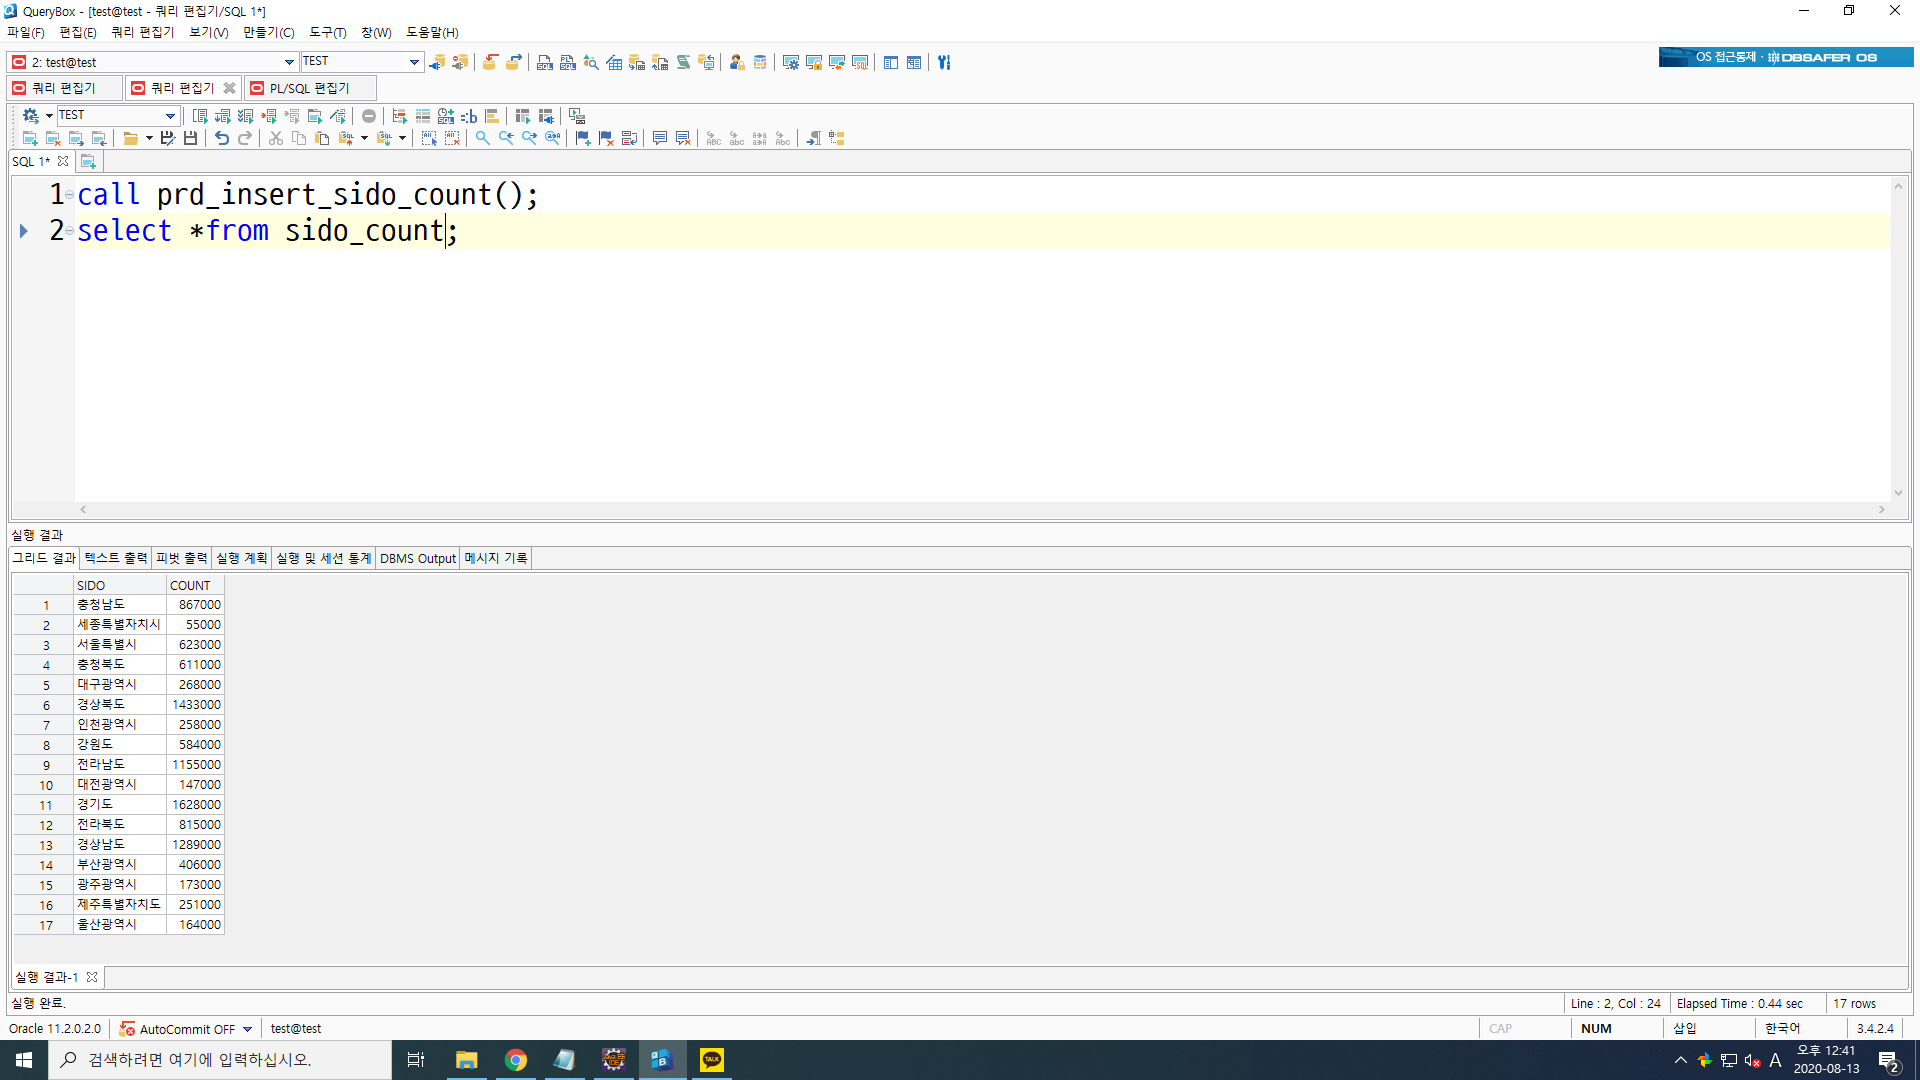 QueryBox - [test@test - 쿼리 편집기/SQL 1*]
파일(F) 편집(E) 쿼리 편집기 보기(V) 만들기(C) 도구(T) 창(W) 도움말(H)
2: test@test TEST
OS 접근통제 · DBSAFER OS
쿼리 편집기 쿼리 편집기 PL/SQL 편집기
TEST
SQL 1*
1 call prd_insert_sido_count();
2 select *from sido_count;
실행 결과
그리드 결과 텍스트 출력 피벗 출력 실행 계획 실행 및 세션 통계 DBMS Output 메시지 기록
SIDO COUNT
1 충청남도 867000
2 세종특별자치시 55000
3 서울특별시 623000
4 충청북도 611000
5 대구광역시 268000
6 경상북도 1433000
7 인천광역시 258000
8 강원도 584000
9 전라남도 1155000
10 대전광역시 147000
11 경기도 1628000
12 전라북도 815000
13 경상남도 1289000
14 부산광역시 406000
15 광주광역시 173000
16 제주특별자치도 251000
17 울산광역시 164000
실행 결과-1
실행 완료. Line : 2, Col : 24 Elapsed Time : 0.44 sec 17 rows
Oracle 11.2.0.2.0 AutoCommit OFF test@test CAP NUM 삽입 한국어 3.4.2.4
검색하려면 여기에 입력하십시오. TALK A 오후 12:41
2020-08-13 2